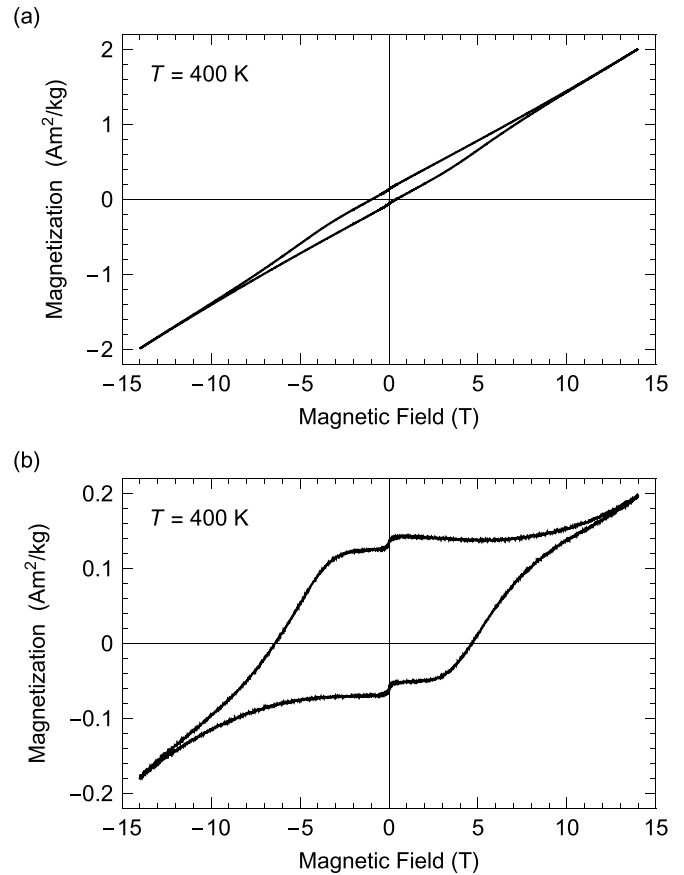 (a)
Magnetization (Am²/kg)
T = 400 K
2
1
0
−1
−2
−15 −10 −5 0 5 10 15
Magnetic Field (T)
(b)
Magnetization (Am²/kg)
T = 400 K
0.2
0.1
0
−0.1
−0.2
−15 −10 −5 0 5 10 15
Magnetic Field (T)